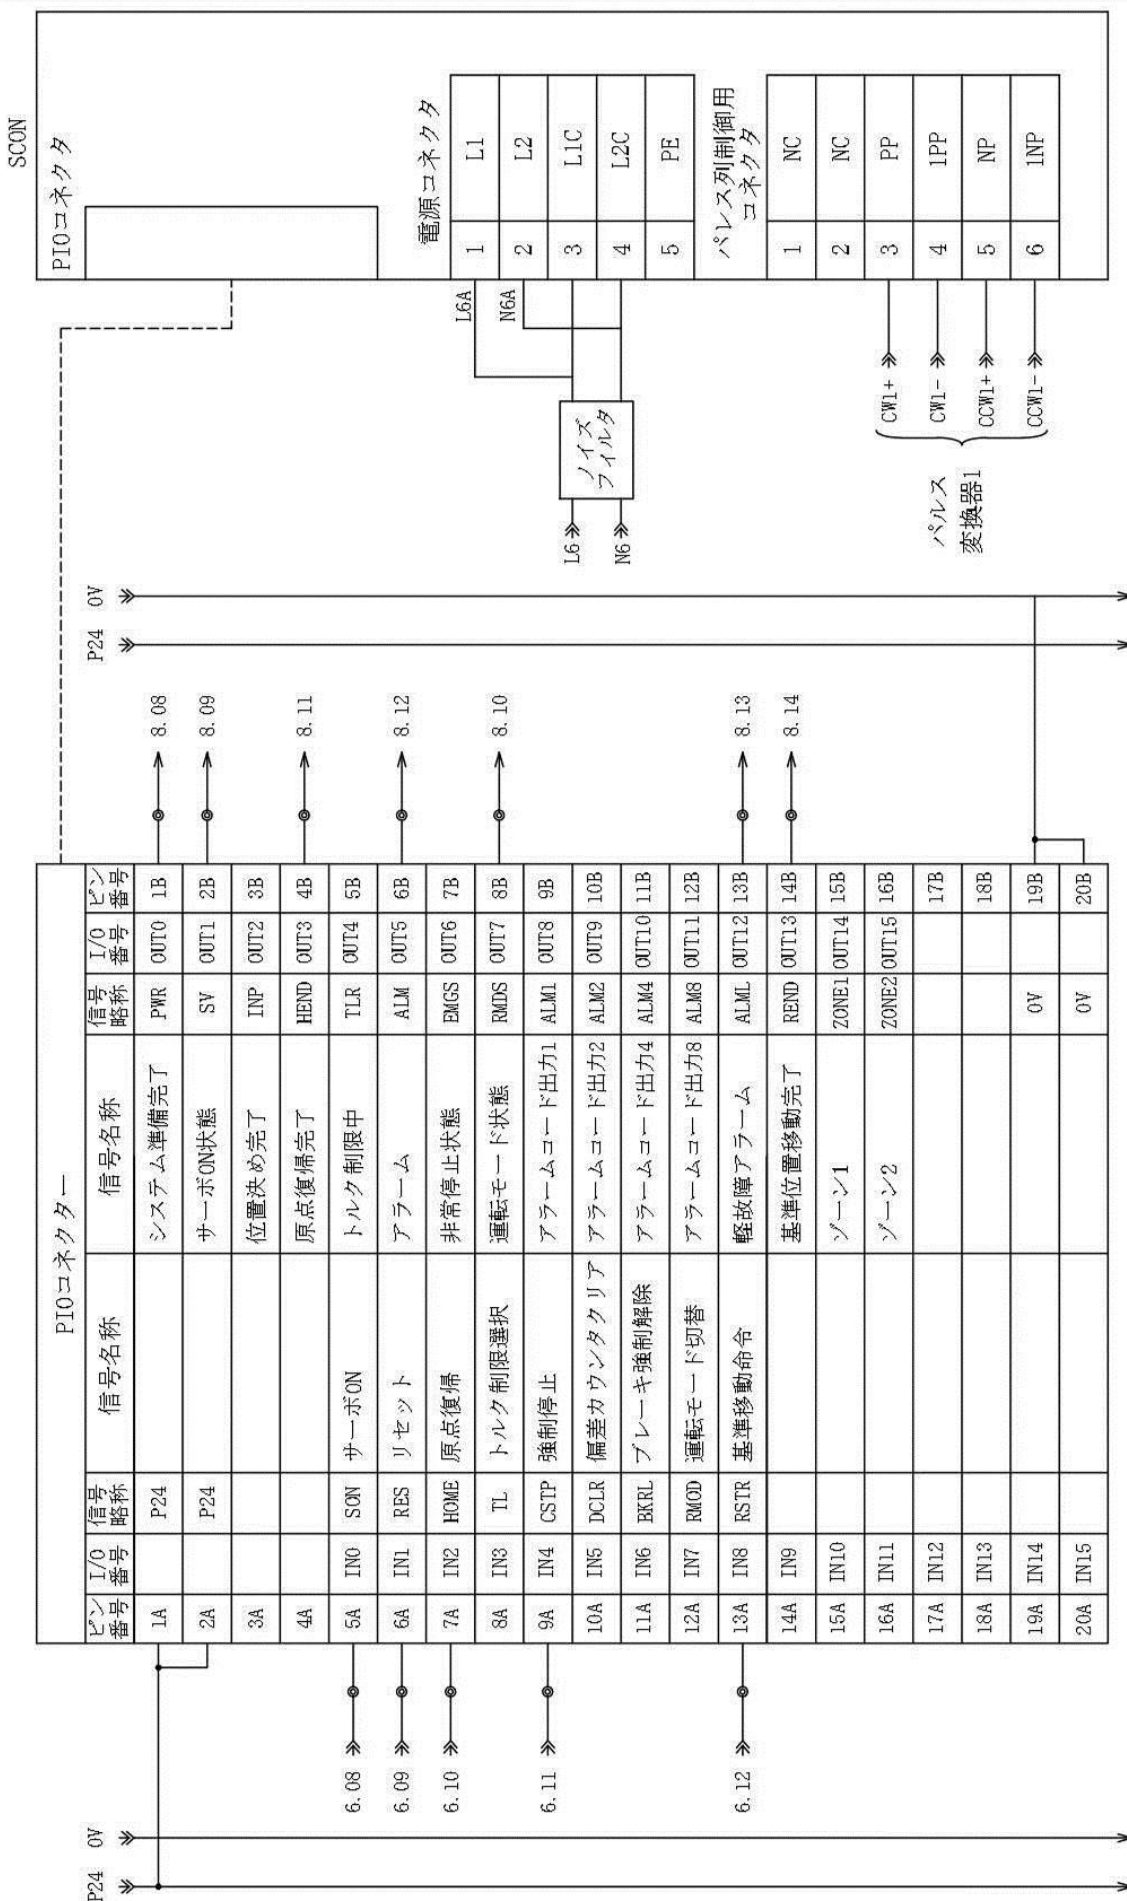 SCON
PIOコネクタ
電源コネクタ
1 L1
2 L2
3 L1C
4 L2C
5 PE
L6A
N6A
ノイズ
フィルタ
L6
N6
パレス列制御用
コネクタ
1 NC
2 NC
3 PP
4 1PP
5 NP
6 1NP
CW1+
CW1-
CCW1+
CCW1-
パルス
変換器1
P24 0V
PIOコネクター
ピン番号 I/O番号 信号略称 信号名称 信号名称 信号略称 I/O番号 ピン番号
1A P24 システム準備完了 PWR OUT0 1B 8.08
2A P24 サーボON状態 SV OUT1 2B 8.09
3A 位置決め完了 INP OUT2 3B
4A 原点復帰完了 HEND OUT3 4B 8.11
6.08 5A IN0 SON サーボON トルク制限中 TLR OUT4 5B
6.09 6A IN1 RES リセット アラーム ALM OUT5 6B 8.12
6.10 7A IN2 HOME 原点復帰 非常停止状態 EMGS OUT6 7B
8A IN3 TL トルク制限選択 運転モード状態 RMDS OUT7 8B 8.10
6.11 9A IN4 CSTP 強制停止 アラームコード出力1 ALM1 OUT8 9B
10A IN5 DCLR 偏差カウンタクリア アラームコード出力2 ALM2 OUT9 10B
11A IN6 BKRL ブレーキ強制解除 アラームコード出力4 ALM4 OUT10 11B
12A IN7 RMOD 運転モード切替 アラームコード出力8 ALM8 OUT11 12B
6.12 13A IN8 RSTR 基準移動命令 軽故障アラーム ALML OUT12 13B 8.13
14A IN9 基準位置移動完了 REND OUT13 14B 8.14
15A IN10 ゾーン1 ZONE1 OUT14 15B
16A IN11 ゾーン2 ZONE2 OUT15 16B
17A IN12 17B
18A IN13 18B
19A IN14 0V 19B
20A IN15 0V 20B
P24 0V